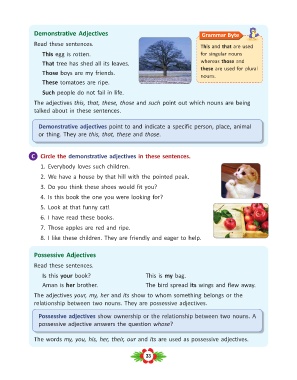 Demonstrative Adjectives
Read these sentences.
This egg is rotten.
That tree has shed all its leaves.
Those boys are my friends.
These tomatoes are ripe.
Such people do not fail in life.
Grammar Byte
This and that are used
for singular nouns
whereas those and
these are used for plural
nouns.
The adjectives this, that, these, those and such point out which nouns are being
talked about in these sentences.
Demonstrative adjectives point to and indicate a specific person, place, animal
or thing. They are this, that, these and those.
C Circle the demonstrative adjectives in these sentences.
1. Everybody loves such children.
2. We have a house by that hill with the pointed peak.
3. Do you think these shoes would fit you?
4. Is this book the one you were looking for?
5. Look at that funny cat!
6. I have read these books.
7. Those apples are red and ripe.
8. I like these children. They are friendly and eager to help.
Possessive Adjectives
Read these sentences.
Is this your book? This is my bag.
Aman is her brother. The bird spread its wings and flew away.
The adjectives your, my, her and its show to whom something belongs or the
relationship between two nouns. They are possessive adjectives.
Possessive adjectives show ownership or the relationship between two nouns. A
possessive adjective answers the question whose?
The words my, you, his, her, their, our and its are used as possessive adjectives.
33